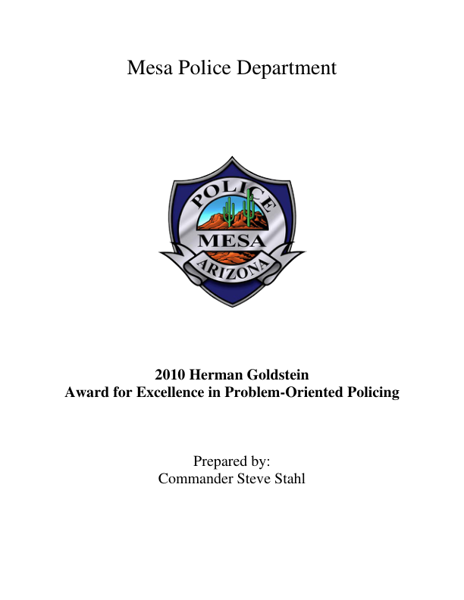 Mesa Police Department
POLICE
MESA
ARIZONA
2010 Herman Goldstein
Award for Excellence in Problem-Oriented Policing
Prepared by:
Commander Steve Stahl